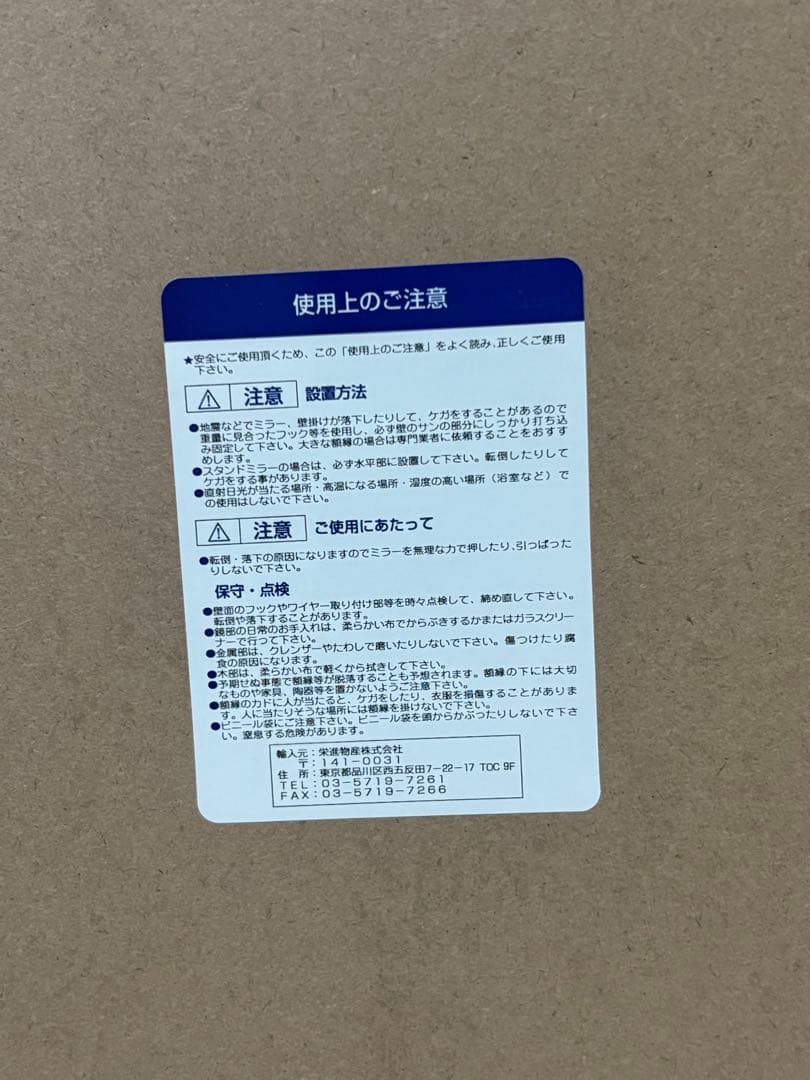 使用上のご注意
★安全にご使用頂くため、この「使用上のご注意」をよく読み、正しくご使用
下さい。
注意 設置方法
●地震などでミラー、壁掛けが落下したりして、ケガをすることがあるので
重量に見合ったフック等を使用し、必ず壁のサンの部分にしっかり打ち込
み固定して下さい。大きな額縁の場合は専門業者に依頼することをおすす
めします。
●スタンドミラーの場合は、必ず水平部に設置して下さい。転倒したりして
ケガをする事があります。
●直射日光が当たる場所・高温になる場所・湿度の高い場所（浴室など）で
の使用はしないで下さい。
注意 ご使用にあたって
●転倒・落下の原因になりますのでミラーを無理な力で押したり、引っぱった
りしないで下さい。
保守・点検
●壁面のフックやワイヤー取り付け部等を時々点検して、締め直して下さい。
転倒や落下することがあります。
●鏡部の日常のお手入れは、柔らかい布でからぶきするかまたはガラスクリー
ナーで行って下さい。
●金属部は、クレンザーやたわしで磨いたりしないで下さい。傷つけたり腐
食の原因になります。
●木部は、柔らかい布で軽くから拭きして下さい。
●予期せぬ事態で額縁等が脱落することも予想されます。額縁の下には大切
なものや家具、陶器等を置かないようご注意下さい。
●額縁のカドに人が当たると、ケガをしたり、衣服を損傷することがありま
す。人に当たりそうな場所には額縁を掛けないで下さい。
●ビニール袋にご注意下さい。ビニール袋を頭からかぶったりしないで下さ
い。窒息する危険があります。
輸入元：栄進物産株式会社
〒：141-0031
住 所：東京都品川区西五反田7-22-17 TOC 9F
TEL：03-5719-7261
FAX：03-5719-7266